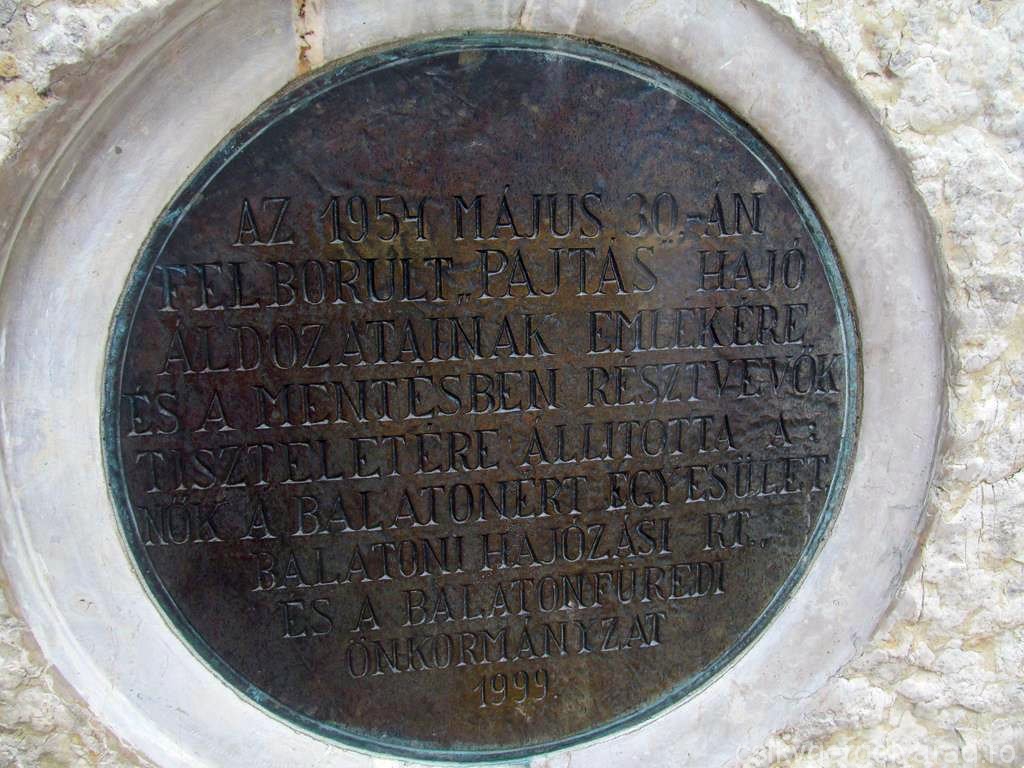 AZ 1954 MÁJUS 30.-ÁN
FELBORULT „PAJTÁS" HAJÓ
ÁLDOZATAINAK EMLÉKÉRE
ÉS A MENTÉSBEN RÉSZTVEVŐK
TISZTELETÉRE ÁLLITOTTA A:
NŐK A BALATONÉRT EGYESÜLET
BALATONI HAJÓZÁSI RT.,
ÉS A BALATONFÜREDI
ÖNKORMÁNYZAT
1999.